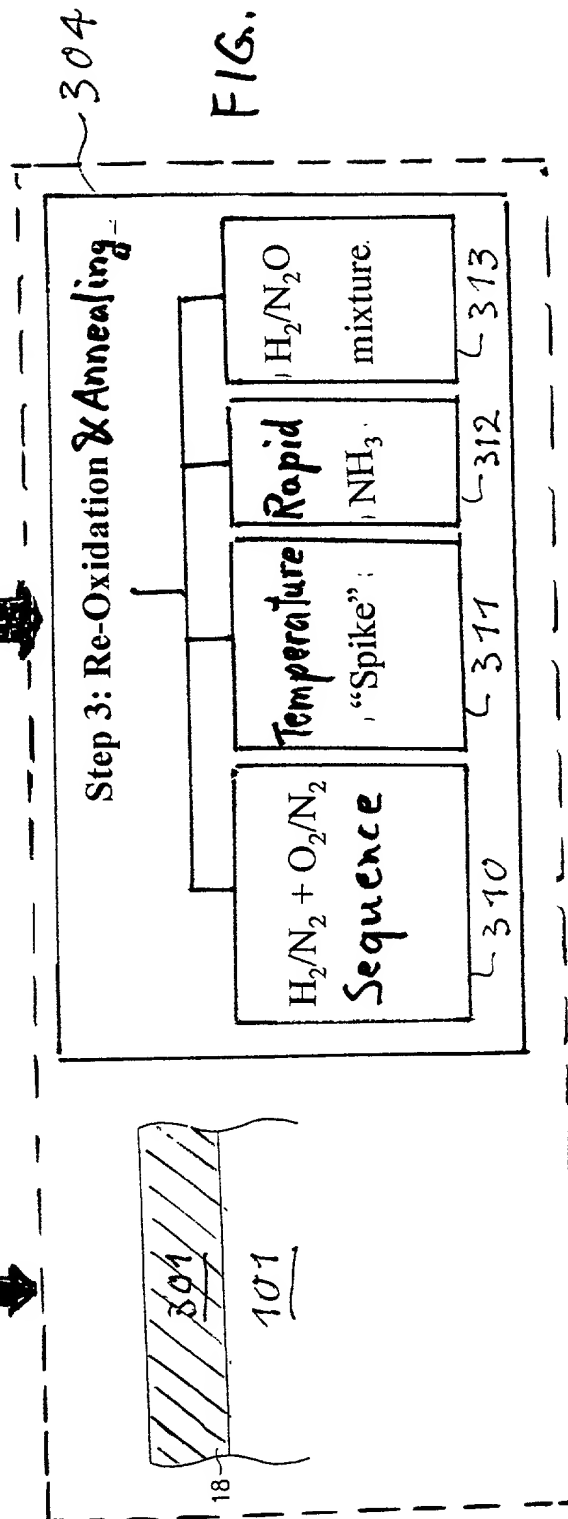 304
FIG.
Step 3: Re-Oxidation & Annealing
H₂/N₂ + O₂/N₂
Sequence
310
Temperature
“Spike”
311
Rapid
NH₃
312
H₂/N₂O
mixture
313
301
101
18